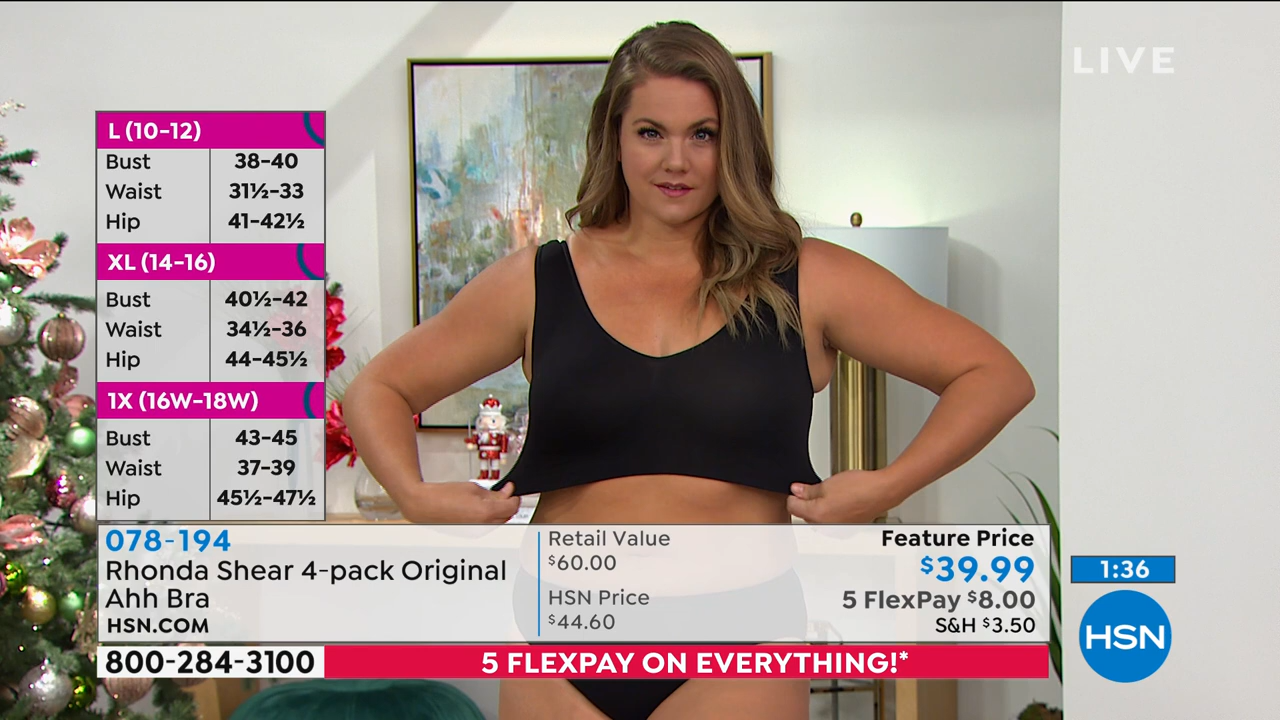 LIVE
L (10–12)
Bust 38–40
Waist 31½–33
Hip 41–42½
XL (14–16)
Bust 40½–42
Waist 34½–36
Hip 44–45½
1X (16W–18W)
Bust 43–45
Waist 37–39
Hip 45½–47½
078-194
Rhonda Shear 4-pack Original
Ahh Bra
HSN.COM
Retail Value
$60.00
HSN Price
$44.60
Feature Price
$39.99
5 FlexPay $8.00
S&H $3.50
1:36
HSN
800-284-3100
5 FLEXPAY ON EVERYTHING!*